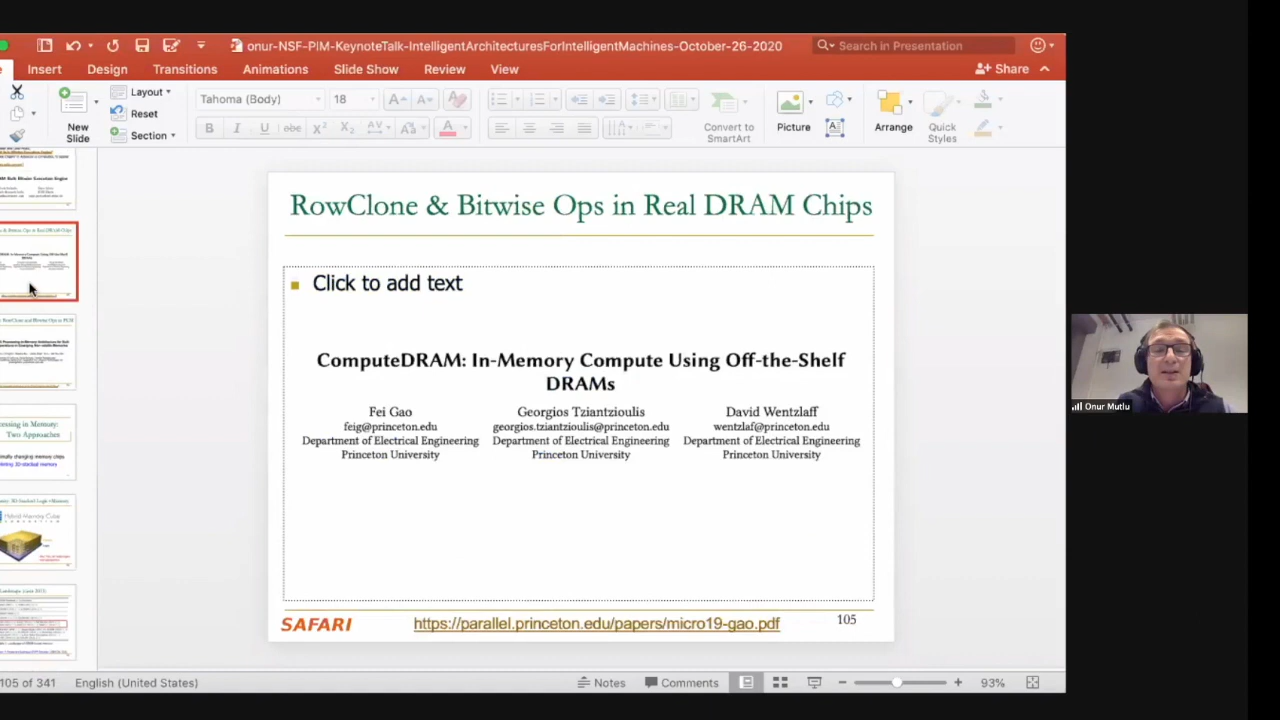 onur-NSF-PIM-KeynoteTalk-IntelligentArchitecturesForIntelligentMachines-October-26-2020
Search in Presentation
Insert Design Transitions Animations Slide Show Review View
Share
New Slide
Layout
Reset
Section
Tahoma (Body)
18
B I U abc X² X₂ AV
Convert to SmartArt
Picture
Arrange
Quick Styles
RowClone & Bitwise Ops in Real DRAM Chips
Click to add text
ComputeDRAM: In-Memory Compute Using Off-the-Shelf
DRAMs
Fei Gao
feig@princeton.edu
Department of Electrical Engineering
Princeton University
Georgios Tziantzioulis
georgios.tziantzioulis@princeton.edu
Department of Electrical Engineering
Princeton University
David Wentzlaff
wentzlaf@princeton.edu
Department of Electrical Engineering
Princeton University
SAFARI
https://parallel.princeton.edu/papers/micro19-gao.pdf
105
Onur Mutlu
105 of 341
English (United States)
Notes
Comments
93%